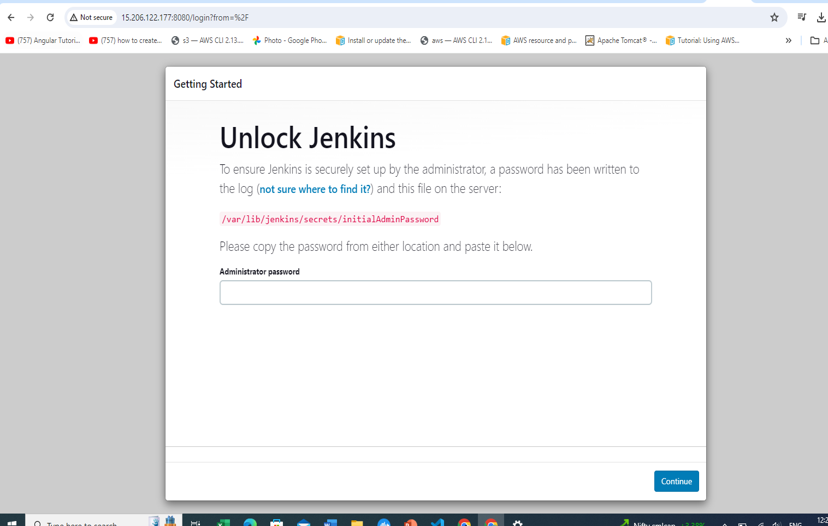 Not secure 15.206.122.177:8080/login?from=%2F
(757) Angular Tutori... (757) how to create... s3 — AWS CLI 2.13.... Photo - Google Pho... Install or update the... aws — AWS CLI 2.1... AWS resource and p... Apache Tomcat® -... Tutorial: Using AWS... »
Getting Started
Unlock Jenkins
To ensure Jenkins is securely set up by the administrator, a password has been written to
the log (not sure where to find it?) and this file on the server:
/var/lib/jenkins/secrets/initialAdminPassword
Please copy the password from either location and paste it below.
Administrator password
Continue
Type here to search ENG